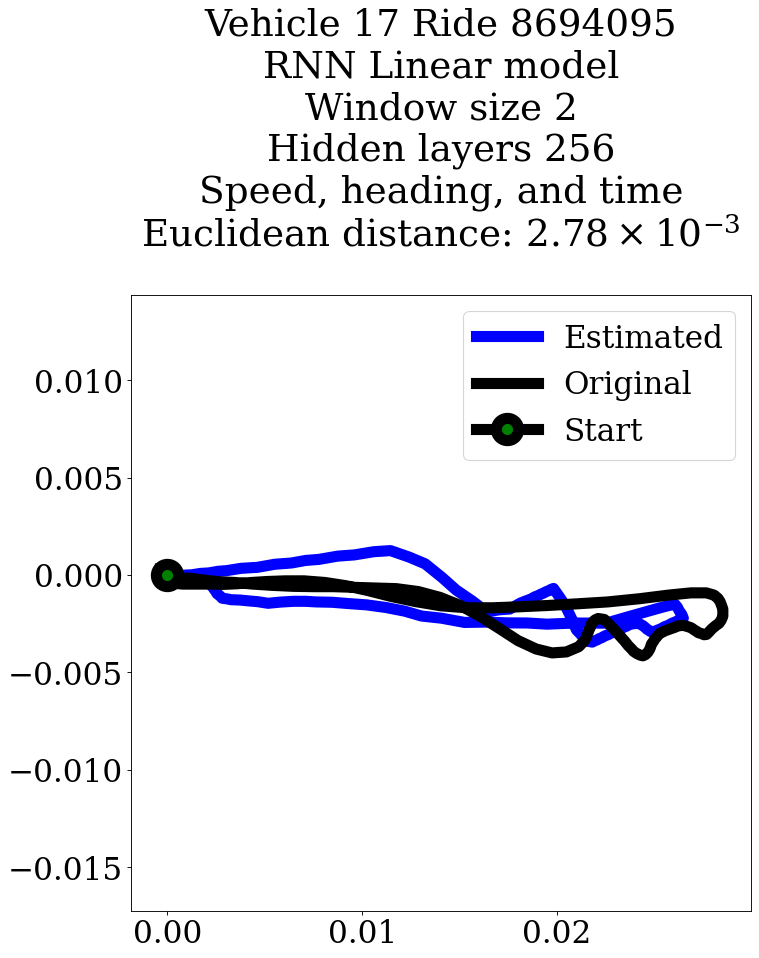 Vehicle 17 Ride 8694095
RNN Linear model
Window size 2
Hidden layers 256
Speed, heading, and time
Euclidean distance: 2.78 × 10⁻³
Estimated
Original
Start
0.010
0.005
0.000
−0.005
−0.010
−0.015
0.00 0.01 0.02